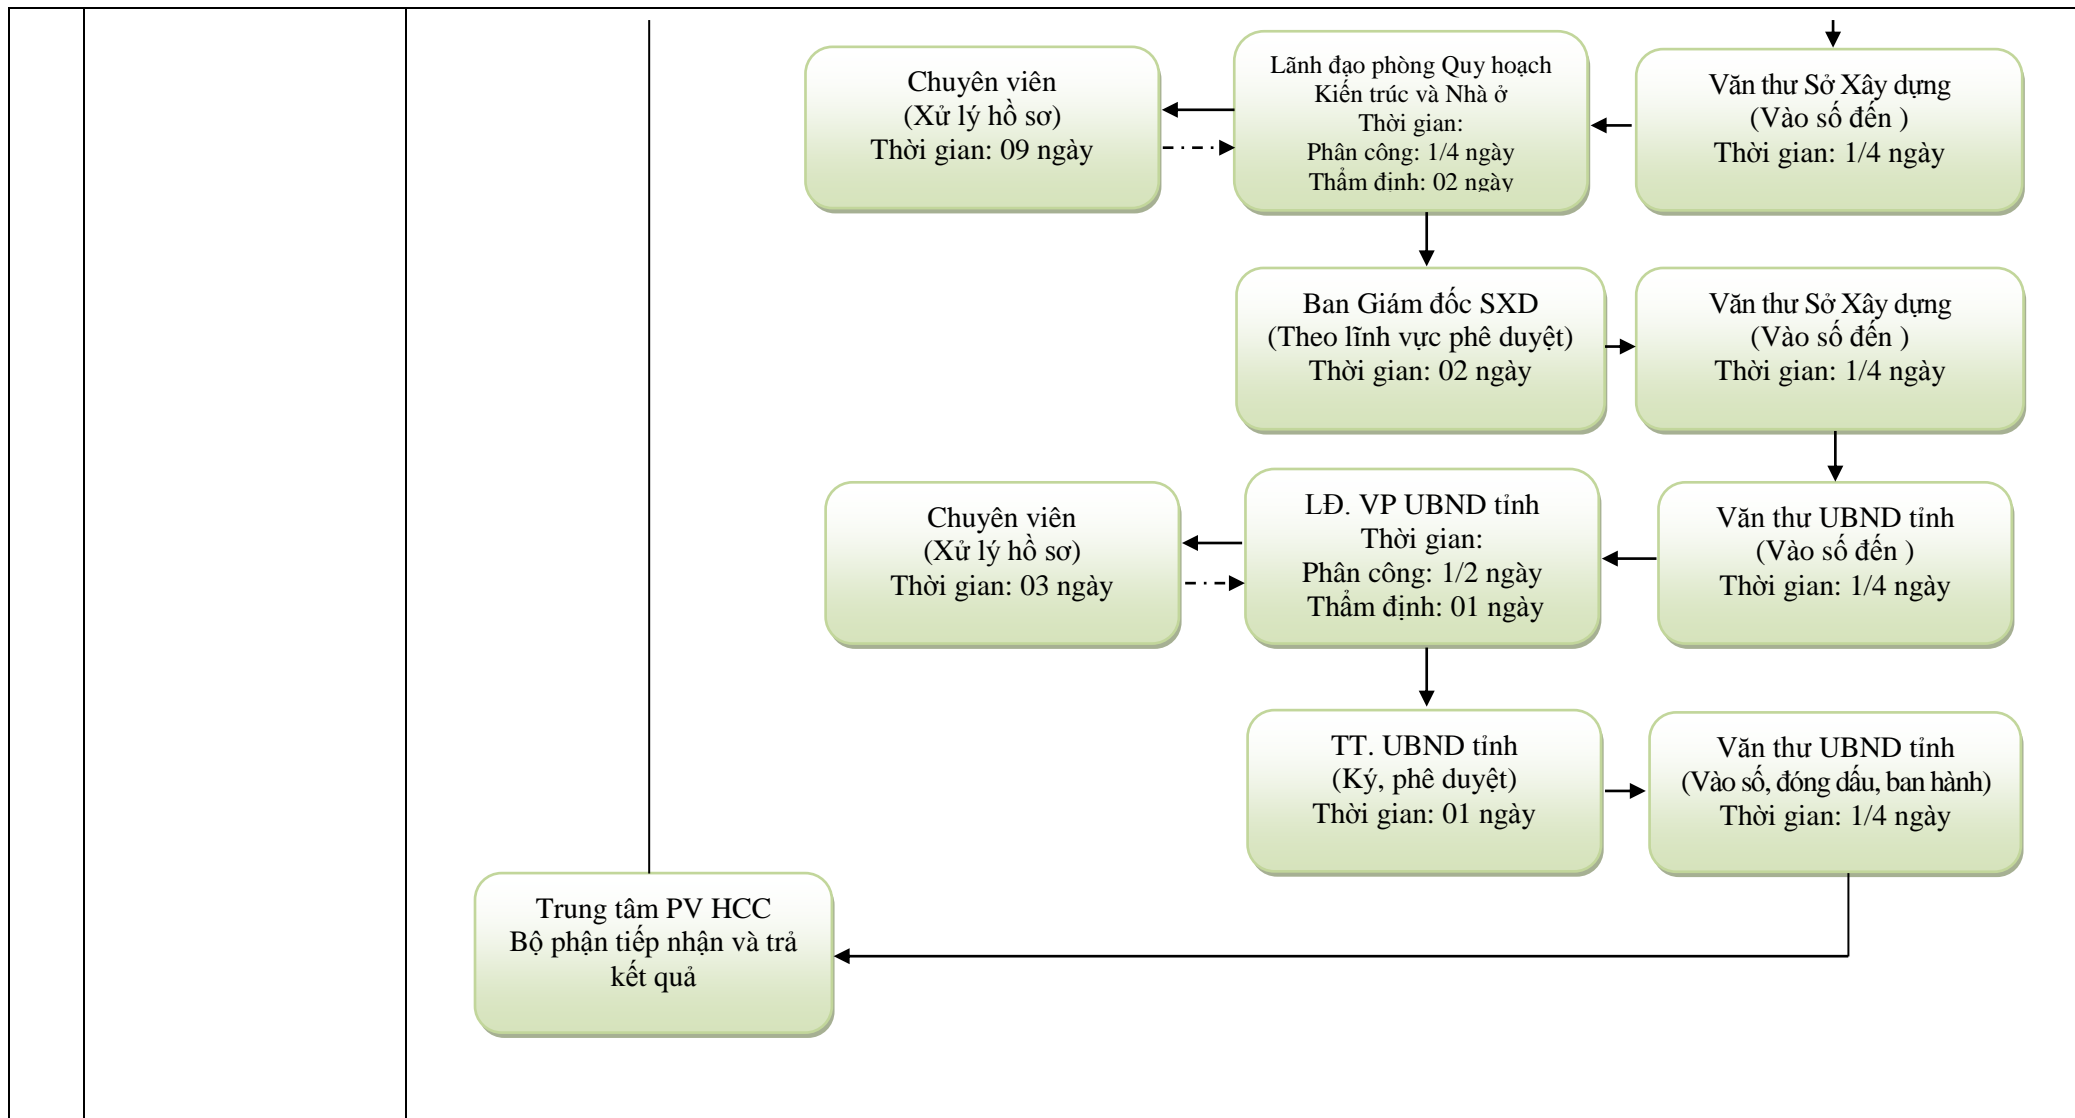 Chuyên viên
(Xử lý hồ sơ)
Thời gian: 09 ngày
Lãnh đạo phòng Quy hoạch
Kiến trúc và Nhà ở
Thời gian:
Phân công: 1/4 ngày
Thẩm định: 02 ngày
Văn thư Sở Xây dựng
(Vào số đến )
Thời gian: 1/4 ngày
Ban Giám đốc SXD
(Theo lĩnh vực phê duyệt)
Thời gian: 02 ngày
Văn thư Sở Xây dựng
(Vào số đến )
Thời gian: 1/4 ngày
Chuyên viên
(Xử lý hồ sơ)
Thời gian: 03 ngày
LĐ. VP UBND tỉnh
Thời gian:
Phân công: 1/2 ngày
Thẩm định: 01 ngày
Văn thư UBND tỉnh
(Vào số đến )
Thời gian: 1/4 ngày
TT. UBND tỉnh
(Ký, phê duyệt)
Thời gian: 01 ngày
Văn thư UBND tỉnh
(Vào số, đóng dấu, ban hành)
Thời gian: 1/4 ngày
Trung tâm PV HCC
Bộ phận tiếp nhận và trả
kết quả